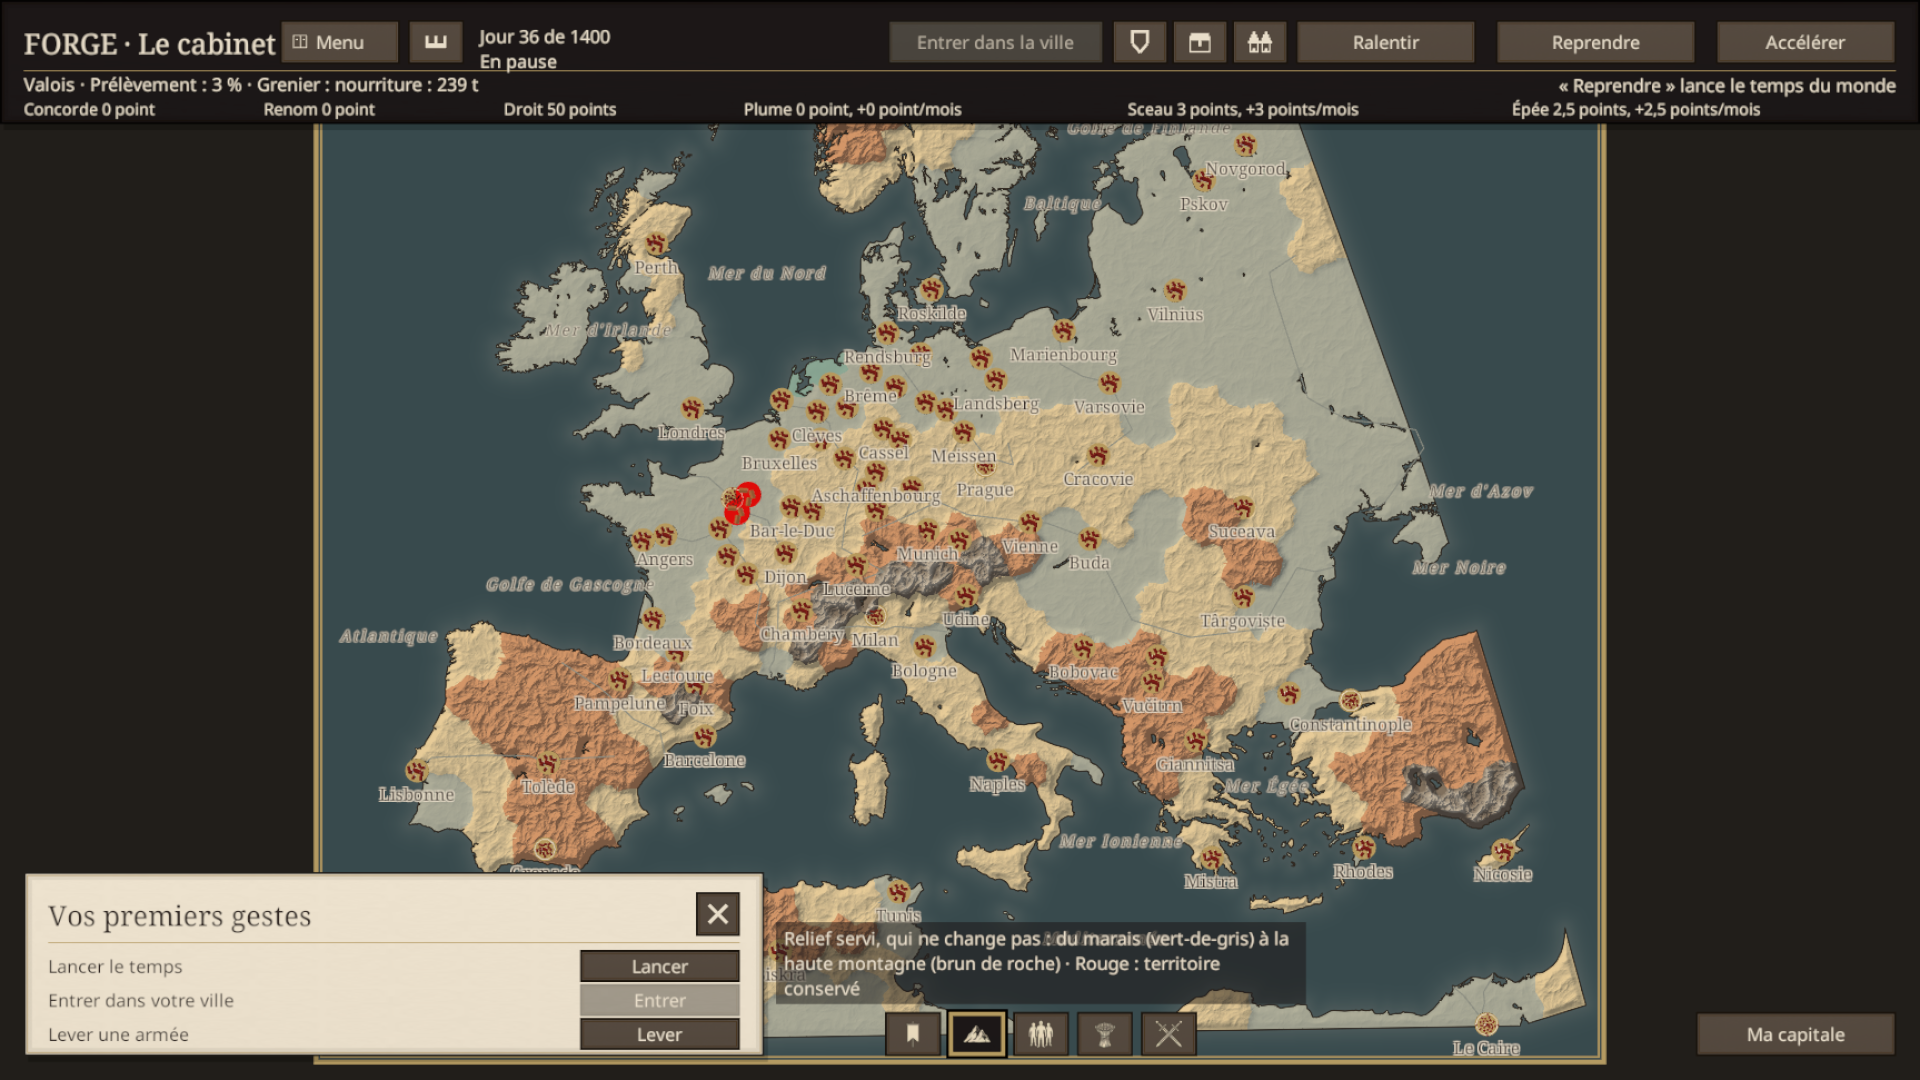 FORGE · Le cabinet
Menu
Jour 36 de 1400
En pause
Entrer dans la ville
Ralentir
Reprendre
Accélérer
Valois · Prélèvement : 3 % · Grenier : nourriture : 239 t
« Reprendre » lance le temps du monde
Concorde 0 point
Renom 0 point
Droit 50 points
Plume 0 point, +0 point/mois
Sceau 3 points, +3 points/mois
Épée 2,5 points, +2,5 points/mois
Golfe de Finlande
Novgorod
Pskov
Baltique
Perth
Mer du Nord
Roskilde
Vilnius
Mer d'Irlande
Rendsburg
Marienbourg
Brême
Landsberg
Varsovie
Londres
Clèves
Bruxelles
Cassel
Meissen
Cracovie
Aschaffenbourg
Prague
Mer d'Azov
Bar-le-Duc
Suceava
Angers
Munich
Vienne
Buda
Mer Noire
Dijon
Golfe de Gascogne
Lucerne
Târgoviste
Udine
Atlantique
Bordeaux
Chambéry
Milan
Bologne
Bobovac
Lectoure
Pampelune
Foix
Vučitrn
Constantinople
Barcelone
Giannitsa
Tolède
Naples
Mer Égée
Lisbonne
Mer Ionienne
Grenade
Mistra
Rhodes
Nicosie
Tunis
Vos premiers gestes
Lancer le temps
Lancer
Entrer dans votre ville
Entrer
Lever une armée
Lever
Relief servi, qui ne change pas : du marais (vert-de-gris) à la
haute montagne (brun de roche) · Rouge : territoire
conservé
Ma capitale
Le Caire